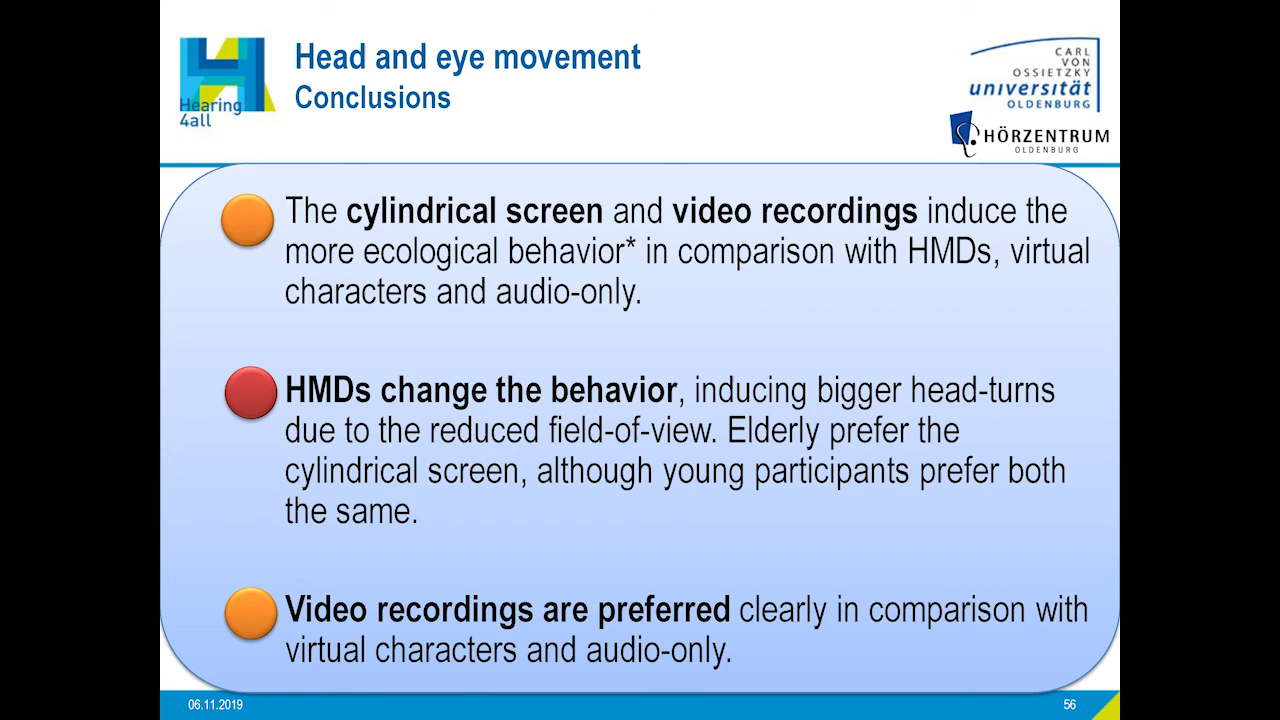 Head and eye movement
Conclusions
Hearing
4all
CARL
VON
OSSIETZKY
universität
OLDENBURG
HÖRZENTRUM
OLDENBURG
The cylindrical screen and video recordings induce the
more ecological behavior* in comparison with HMDs, virtual
characters and audio-only.
HMDs change the behavior, inducing bigger head-turns
due to the reduced field-of-view. Elderly prefer the
cylindrical screen, although young participants prefer both
the same.
Video recordings are preferred clearly in comparison with
virtual characters and audio-only.
06.11.2019
56